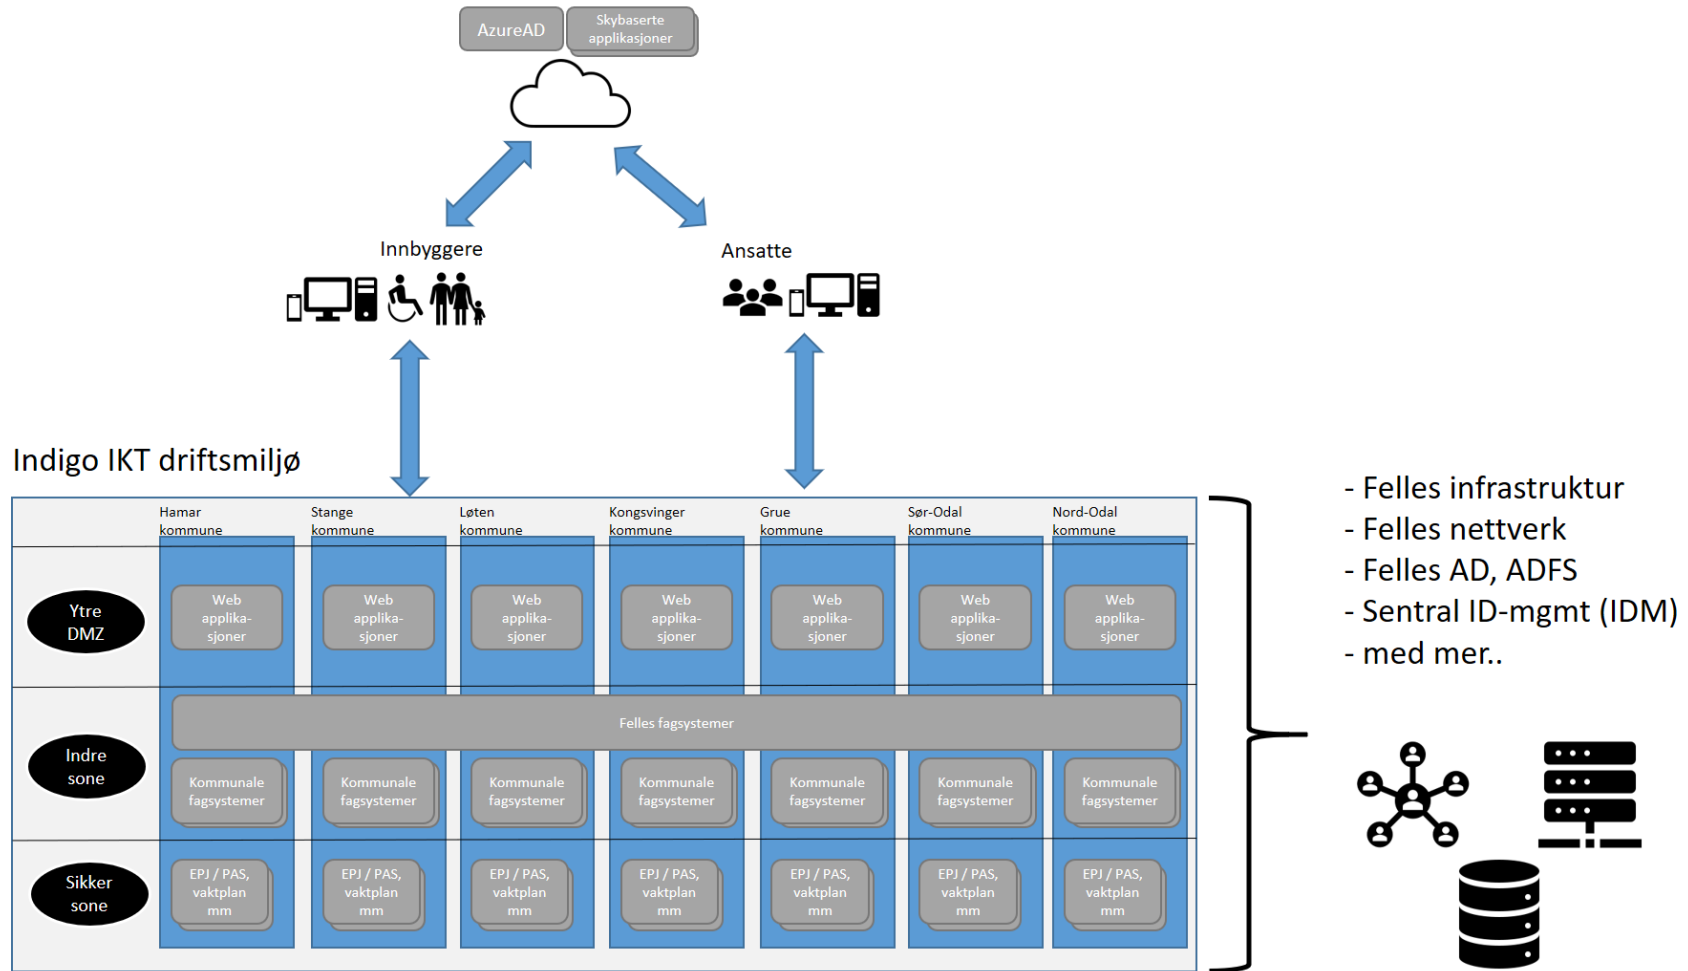 AzureAD
Skybaserte
applikasjoner
Innbyggere
Ansatte
Indigo IKT driftsmiljø
Hamar
kommune
Stange
kommune
Løten
kommune
Kongsvinger
kommune
Grue
kommune
Sør-Odal
kommune
Nord-Odal
kommune
Ytre
DMZ
Web
applika-
sjoner
Web
applika-
sjoner
Web
applika-
sjoner
Web
applika-
sjoner
Web
applika-
sjoner
Web
applika-
sjoner
Web
applika-
sjoner
Felles fagsystemer
Indre
sone
Kommunale
fagsystemer
Kommunale
fagsystemer
Kommunale
fagsystemer
Kommunale
fagsystemer
Kommunale
fagsystemer
Kommunale
fagsystemer
Kommunale
fagsystemer
Sikker
sone
EPJ / PAS,
vaktplan
mm
EPJ / PAS,
vaktplan
mm
EPJ / PAS,
vaktplan
mm
EPJ / PAS,
vaktplan
mm
EPJ / PAS,
vaktplan
mm
EPJ / PAS,
vaktplan
mm
EPJ / PAS,
vaktplan
mm
- Felles infrastruktur
- Felles nettverk
- Felles AD, ADFS
- Sentral ID-mgmt (IDM)
- med mer..